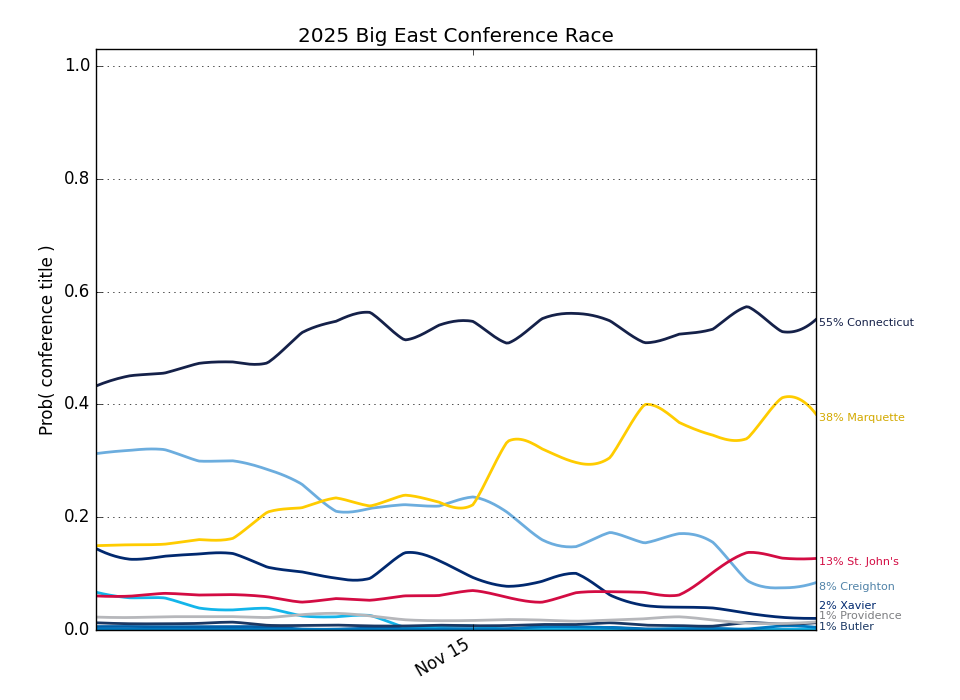 2025 Big East Conference Race
1.0
0.8
0.6
0.4
0.2
0.0
Prob( conference title )
Nov 15
55% Connecticut
38% Marquette
13% St. John's
8% Creighton
2% Xavier
1% Providence
1% Butler